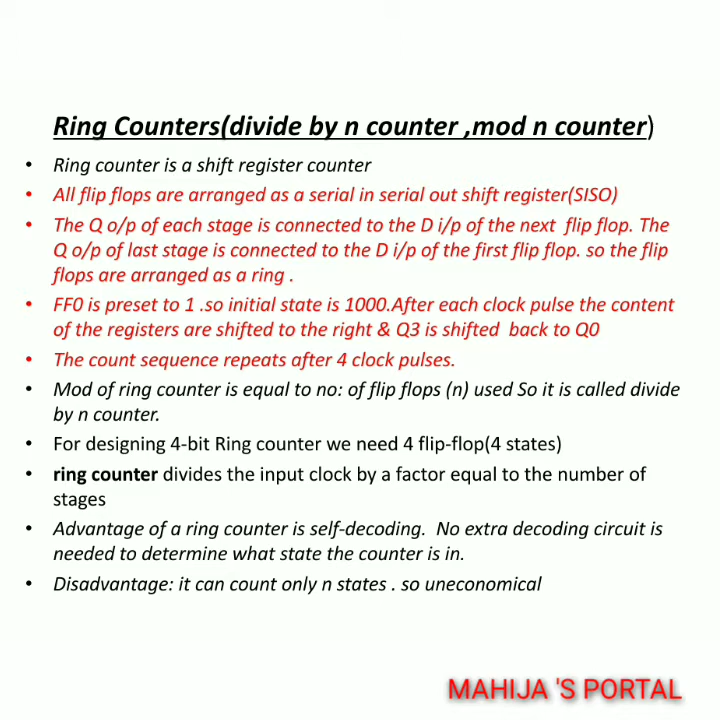 Ring Counters(divide by n counter ,mod n counter)
• Ring counter is a shift register counter
• All flip flops are arranged as a serial in serial out shift register(SISO)
• The Q o/p of each stage is connected to the D i/p of the next flip flop. The
Q o/p of last stage is connected to the D i/p of the first flip flop. so the flip
flops are arranged as a ring .
• FF0 is preset to 1 .so initial state is 1000.After each clock pulse the content
of the registers are shifted to the right & Q3 is shifted back to Q0
• The count sequence repeats after 4 clock pulses.
• Mod of ring counter is equal to no: of flip flops (n) used So it is called divide
by n counter.
• For designing 4-bit Ring counter we need 4 flip-flop(4 states)
• ring counter divides the input clock by a factor equal to the number of
stages
• Advantage of a ring counter is self-decoding. No extra decoding circuit is
needed to determine what state the counter is in.
• Disadvantage: it can count only n states . so uneconomical
MAHIJA 'S PORTAL